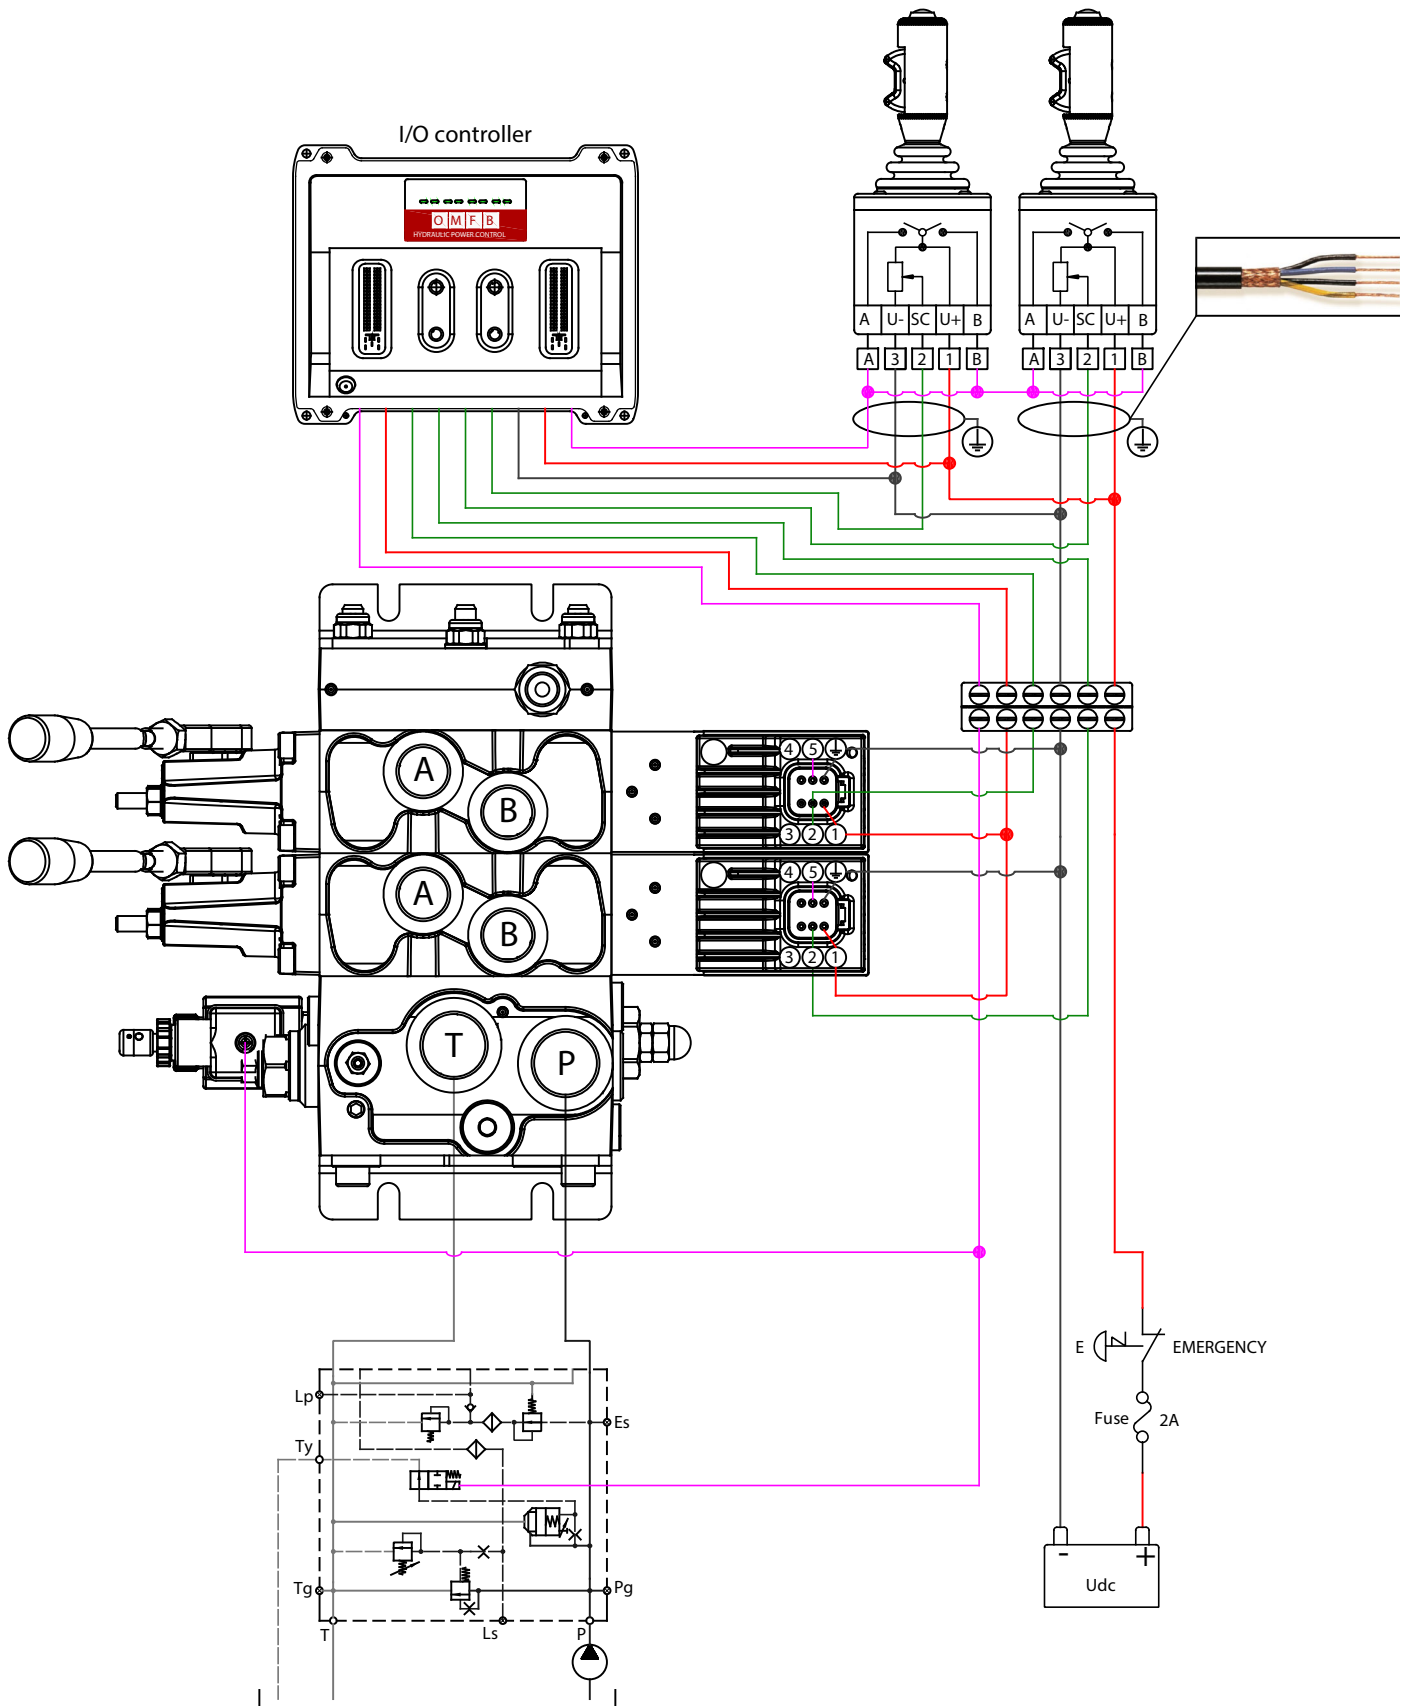 I/O controller
O M F B
HYDRAULIC POWER CONTROL
A U- SC U+ B
A U- SC U+ B
A 3 2 1 B
A 3 2 1 B
A
B
4 5
3 2 1
A
B
4 5
3 2 1
T
P
E EMERGENCY
Fuse 2A
Lp
Es
Ty
- +
Udc
Tg
Pg
T
Ls
P